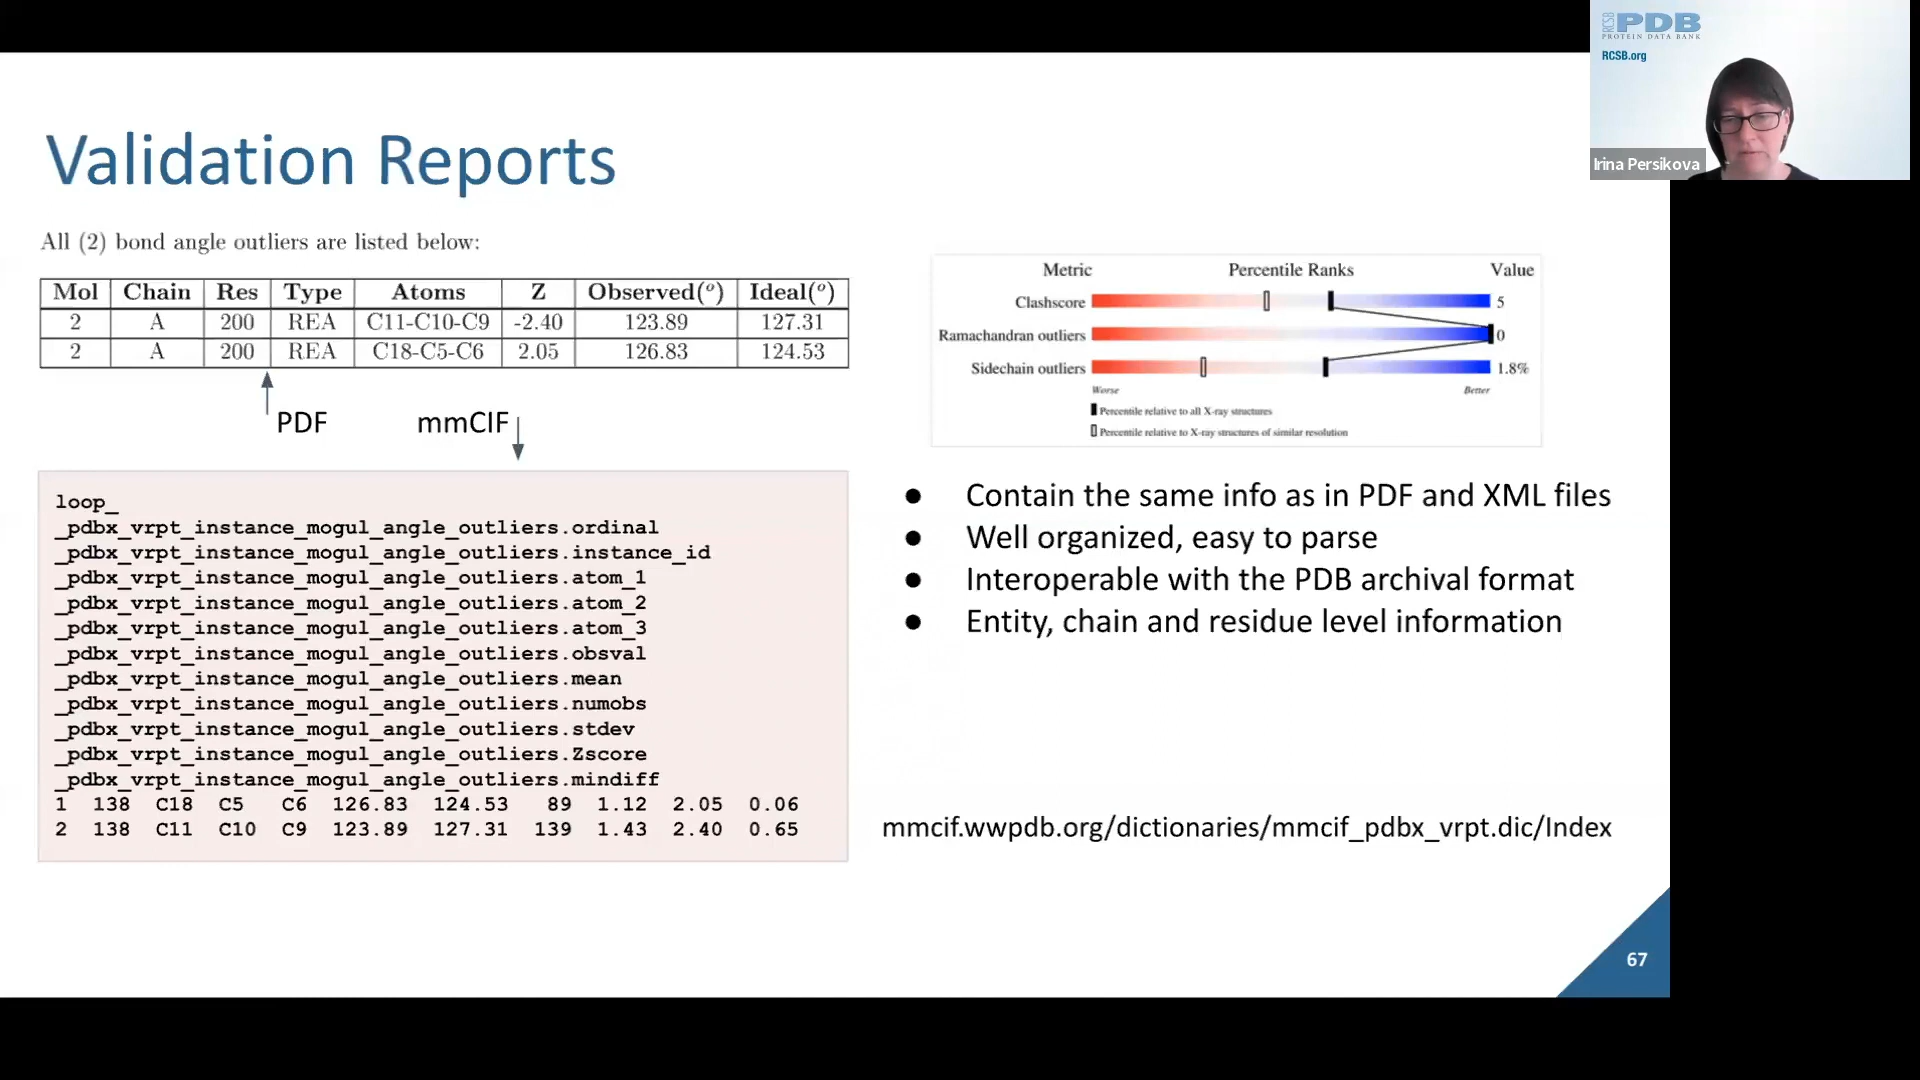 RCSB PDB
PROTEIN DATA BANK
RCSB.org
Irina Persikova
Validation Reports
All (2) bond angle outliers are listed below:
Mol Chain Res Type Atoms Z Observed(°) Ideal(°)
2 A 200 REA C11-C10-C9 -2.40 123.89 127.31
2 A 200 REA C18-C5-C6 2.05 126.83 124.53
PDF mmCIF
loop_
_pdbx_vrpt_instance_mogul_angle_outliers.ordinal
_pdbx_vrpt_instance_mogul_angle_outliers.instance_id
_pdbx_vrpt_instance_mogul_angle_outliers.atom_1
_pdbx_vrpt_instance_mogul_angle_outliers.atom_2
_pdbx_vrpt_instance_mogul_angle_outliers.atom_3
_pdbx_vrpt_instance_mogul_angle_outliers.obsval
_pdbx_vrpt_instance_mogul_angle_outliers.mean
_pdbx_vrpt_instance_mogul_angle_outliers.numobs
_pdbx_vrpt_instance_mogul_angle_outliers.stdev
_pdbx_vrpt_instance_mogul_angle_outliers.Zscore
_pdbx_vrpt_instance_mogul_angle_outliers.mindiff
1 138 C18 C5 C6 126.83 124.53 89 1.12 2.05 0.06
2 138 C11 C10 C9 123.89 127.31 139 1.43 2.40 0.65
Metric Percentile Ranks Value
Clashscore 5
Ramachandran outliers 0
Sidechain outliers 1.8%
Worse Better
Percentile relative to all X-ray structures
Percentile relative to X-ray structures of similar resolution
● Contain the same info as in PDF and XML files
● Well organized, easy to parse
● Interoperable with the PDB archival format
● Entity, chain and residue level information
mmcif.wwpdb.org/dictionaries/mmcif_pdbx_vrpt.dic/Index
67